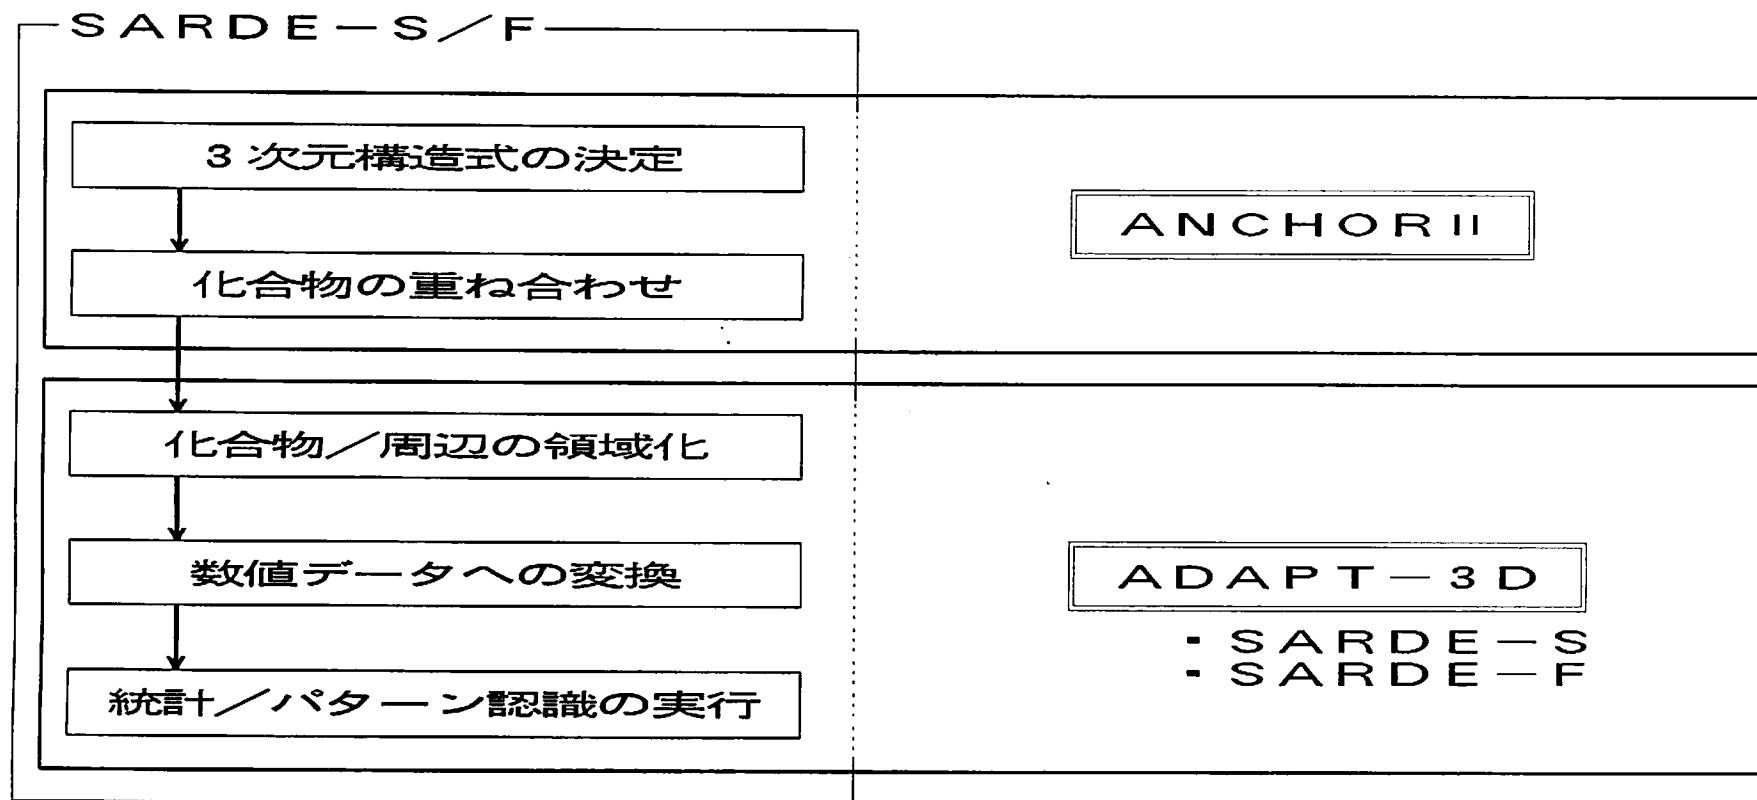 SARDE－S／F
3次元構造式の決定
化合物の重ね合わせ
ANCHORⅡ
化合物／周辺の領域化
数値データへの変換
統計／パターン認識の実行
ADAPT－3D
・SARDE－S
・SARDE－F